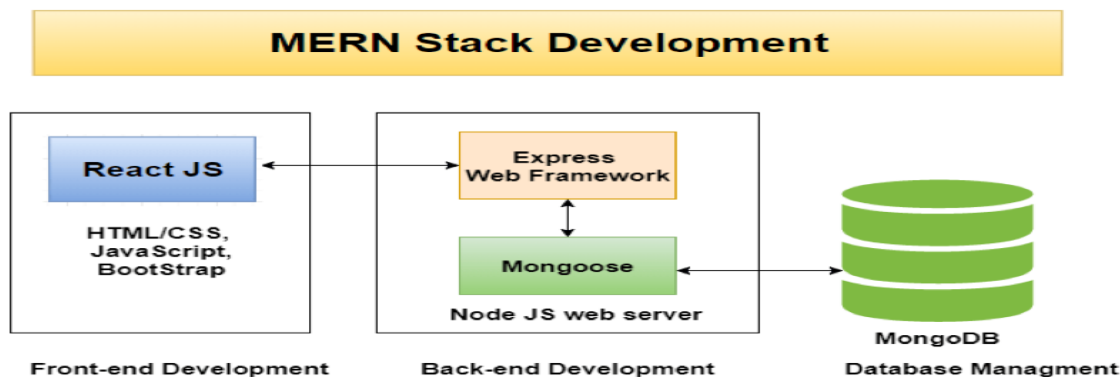 MERN Stack Development
React JS
HTML/CSS,
JavaScript,
BootStrap
Express
Web Framework
Mongoose
Node JS web server
MongoDB
Front-end Development
Back-end Development
Database Managment